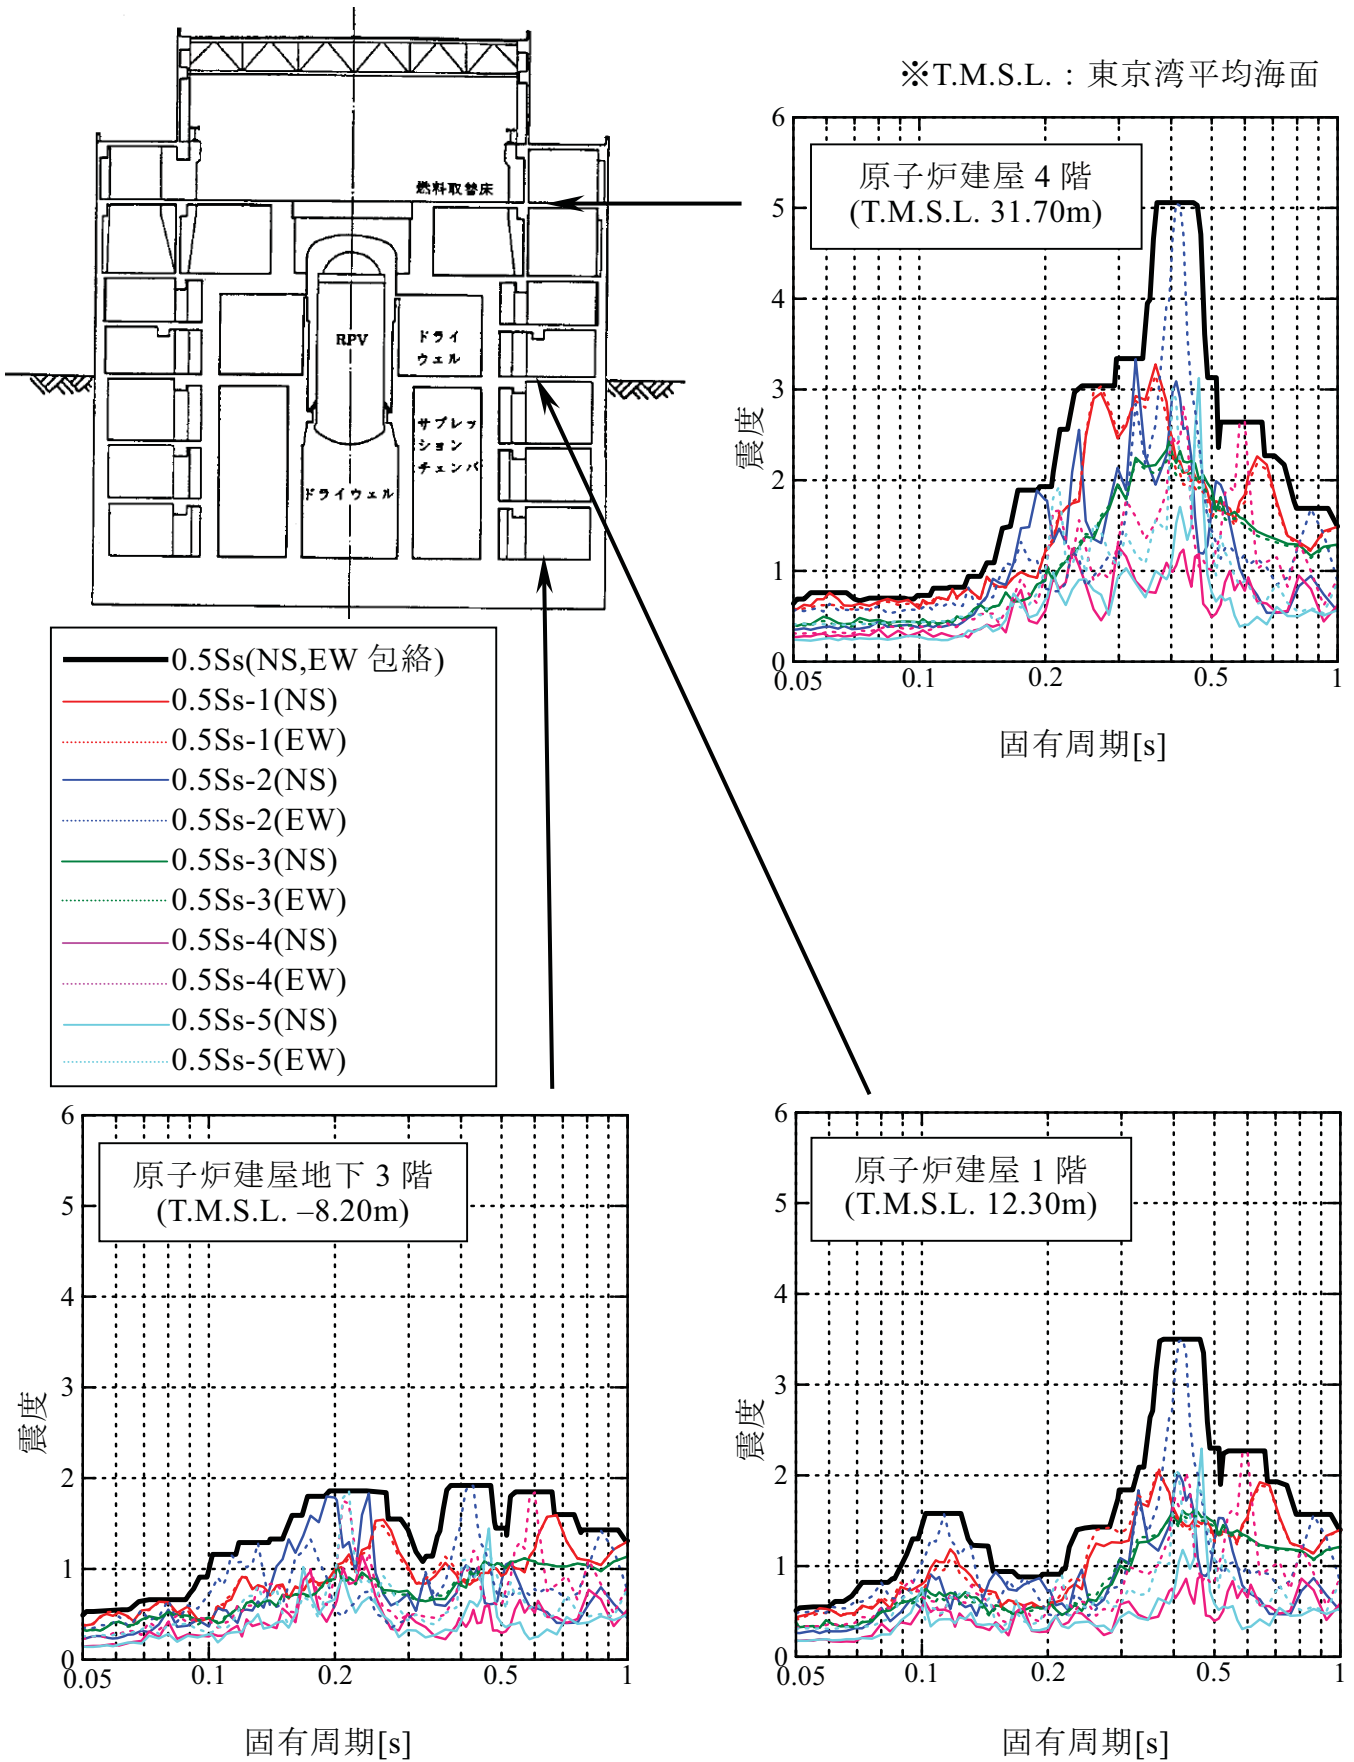 ※T.M.S.L.：東京湾平均海面
燃料取替床
RPV
ドライ
ウェル
サプレッ
ション
チェンバ
ドライウェル
原子炉建屋 4 階
(T.M.S.L. 31.70m)
6
5
4
3
2
1
0
震度
0.05
0.1
0.2
0.5
1
固有周期[s]
0.5Ss(NS,EW 包絡)
0.5Ss-1(NS)
0.5Ss-1(EW)
0.5Ss-2(NS)
0.5Ss-2(EW)
0.5Ss-3(NS)
0.5Ss-3(EW)
0.5Ss-4(NS)
0.5Ss-4(EW)
0.5Ss-5(NS)
0.5Ss-5(EW)
原子炉建屋地下 3 階
(T.M.S.L. –8.20m)
6
5
4
3
2
1
0
震度
0.05
0.1
0.2
0.5
1
固有周期[s]
原子炉建屋 1 階
(T.M.S.L. 12.30m)
6
5
4
3
2
1
0
震度
0.05
0.1
0.2
0.5
1
固有周期[s]